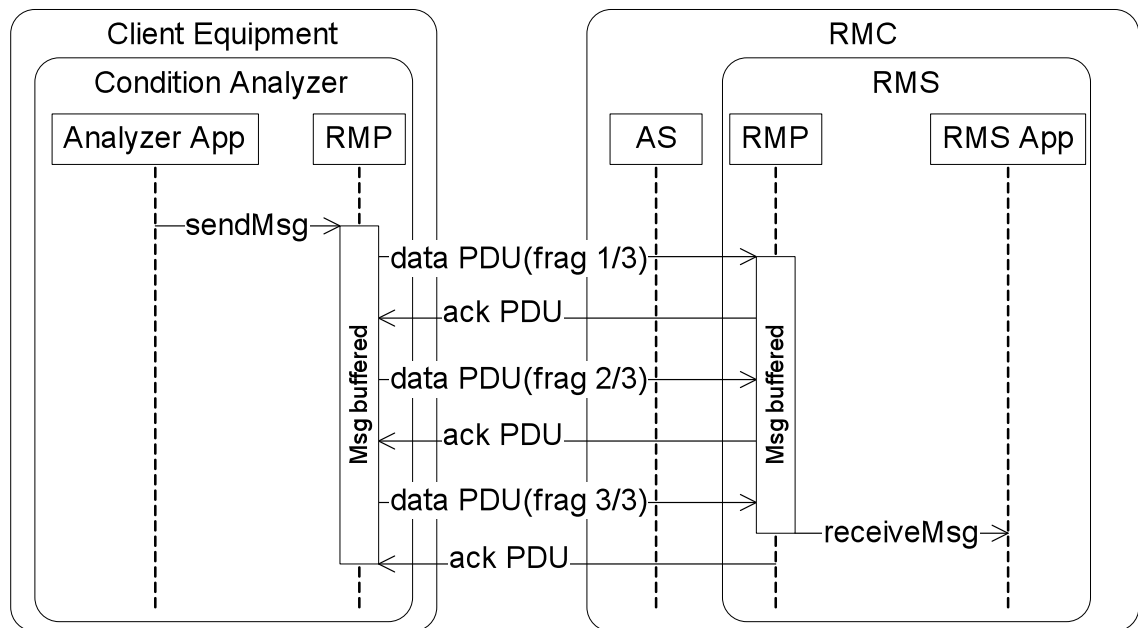 Client Equipment
RMC
Condition Analyzer
RMS
Analyzer App
RMP
AS
RMP
RMS App
sendMsg
data PDU(frag 1/3)
ack PDU
Msg buffered
Msg buffered
data PDU(frag 2/3)
ack PDU
data PDU(frag 3/3)
receiveMsg
ack PDU